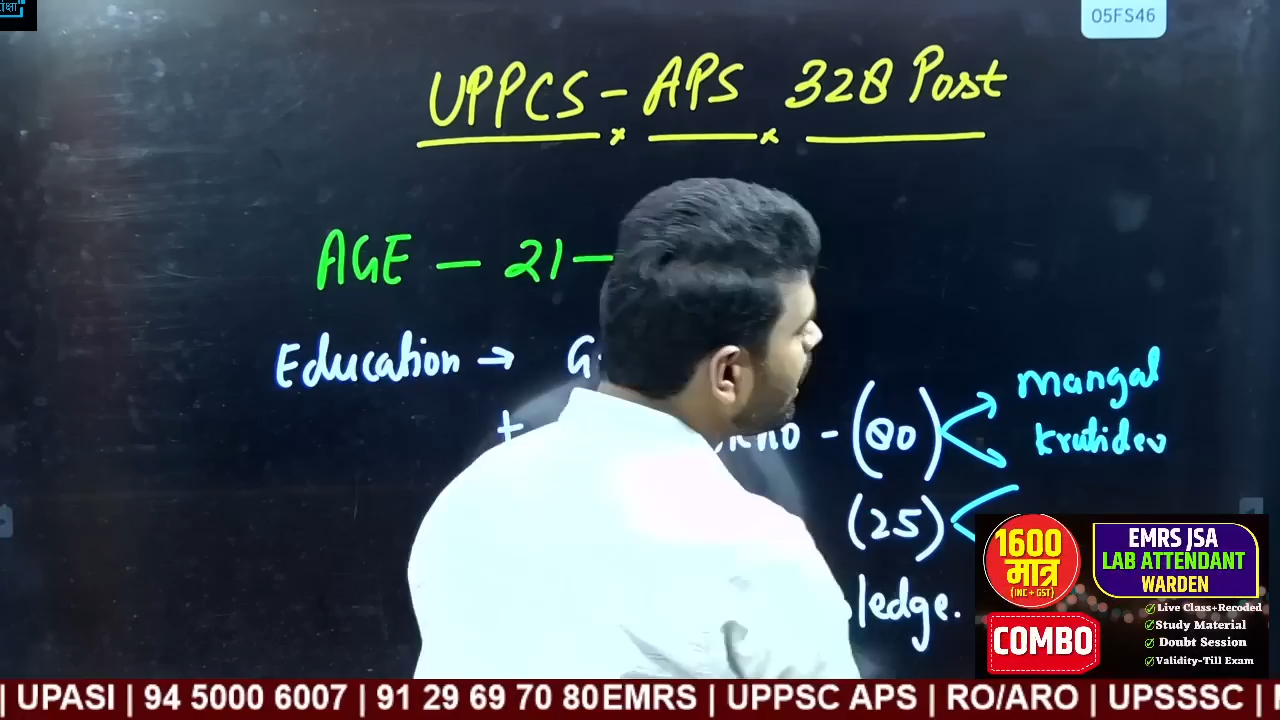 05FS46
UPPCS - APS 328 Post
AGE - 21 -
Education →
+
- (80)
Mangal
Krutidev
(25)
ledge.
1600
मात्र
(INC + GST)
COMBO
EMRS JSA
LAB ATTENDANT
WARDEN
Live Class+Recoded
Study Material
Doubt Session
Validity-Till Exam
| UPASI | 94 5000 6007 | 91 29 69 70 80EMRS | UPPSC APS | RO/ARO | UPSSSC |